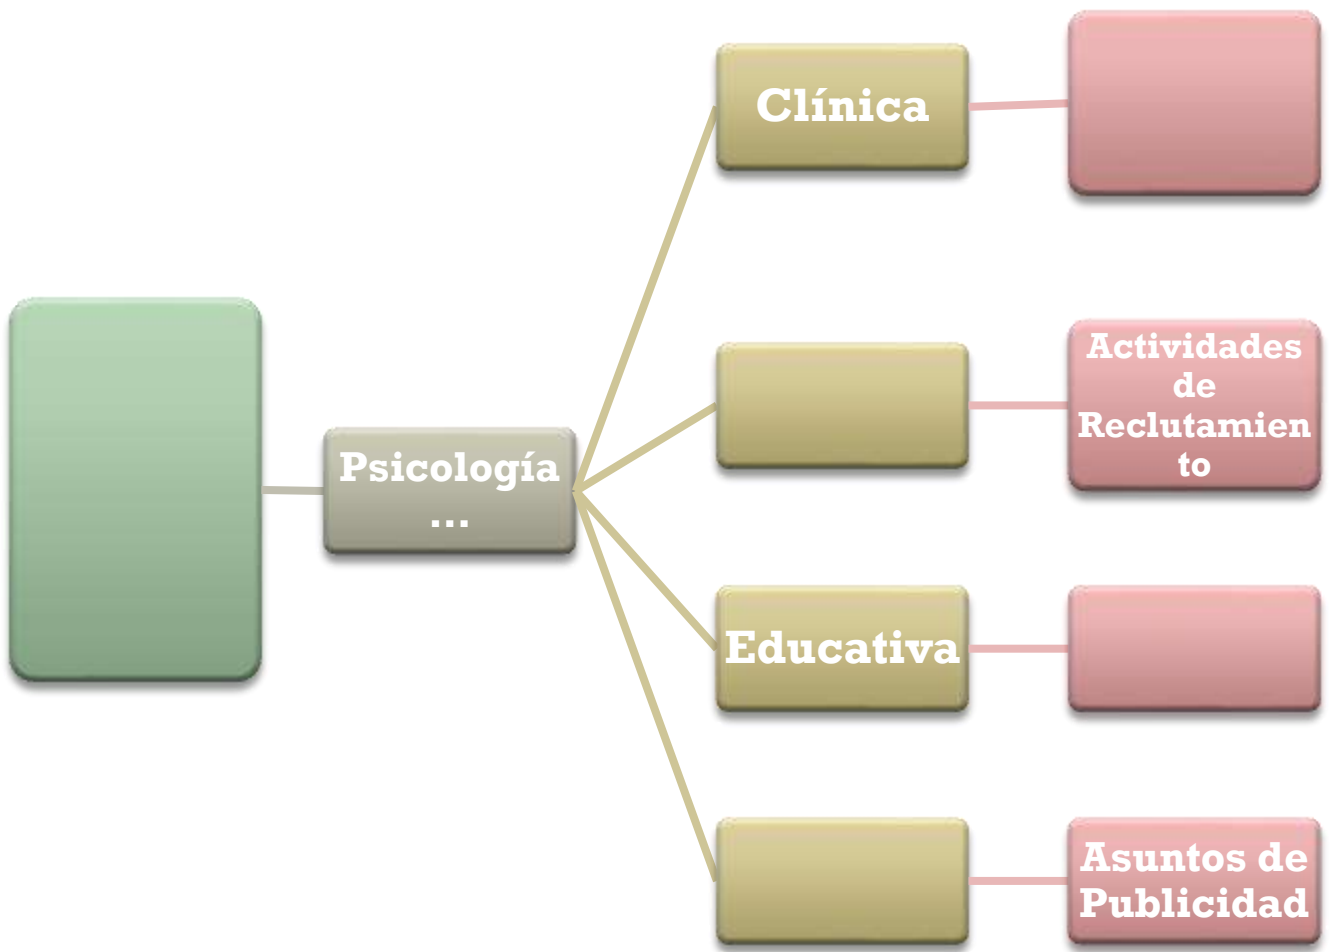 Clínica
Actividades
de
Reclutamien
to
Psicología
...
Educativa
Asuntos de
Publicidad